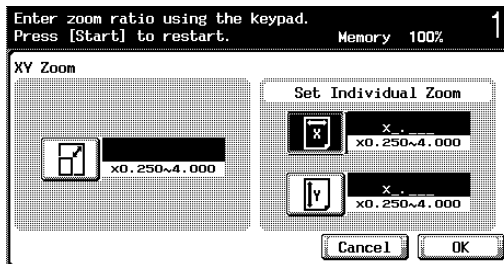 Enter zoom ratio using the keypad.
Press [Start] to restart.
Memory 100%
1
XY Zoom
x0.250~4.000
Set Individual Zoom
X
x_.___
x0.250~4.000
Y
x_.___
x0.250~4.000
Cancel
OK